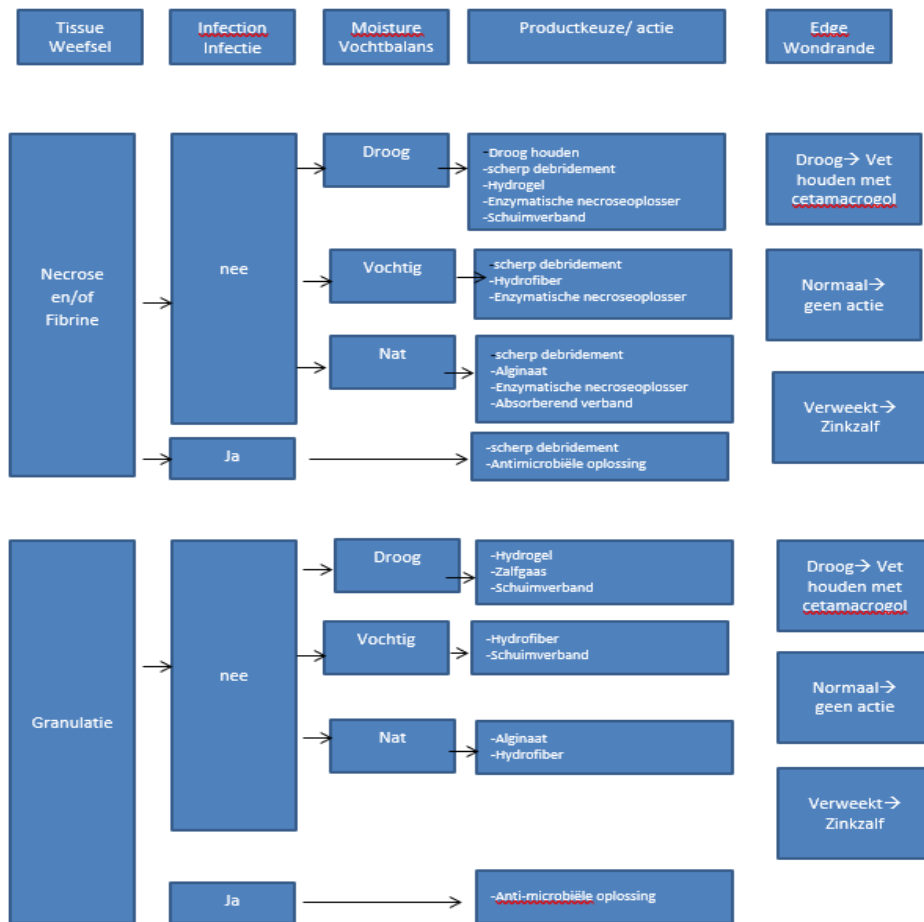 Tissue
Weefsel
Infection
Infectie
Moisture
Vochtbalans
Productkeuze/ actie
Edge
Wondrande
Necrose
en/of
Fibrine
nee
Droog
-Droog houden
-scherp debridement
-Hydrogel
-Enzymatische necroseoplosser
-Schuimverband
Droog→ Vet
houden met
cetamacrogol
Vochtig
-scherp debridement
-Hydrofiber
-Enzymatische necroseoplosser
Normaal→
geen actie
Nat
-scherp debridement
-Alginaat
-Enzymatische necroseoplosser
-Absorberend verband
Verweekt→
Zinkzalf
Ja
-scherp debridement
-Antimicrobiële oplossing
Granulatie
nee
Droog
-Hydrogel
-Zalfgaas
-Schuimverband
Droog→ Vet
houden met
cetamacrogol
Vochtig
-Hydrofiber
-Schuimverband
Normaal→
geen actie
Nat
-Alginaat
-Hydrofiber
Verweekt→
Zinkzalf
Ja
-Anti-microbiële oplossing